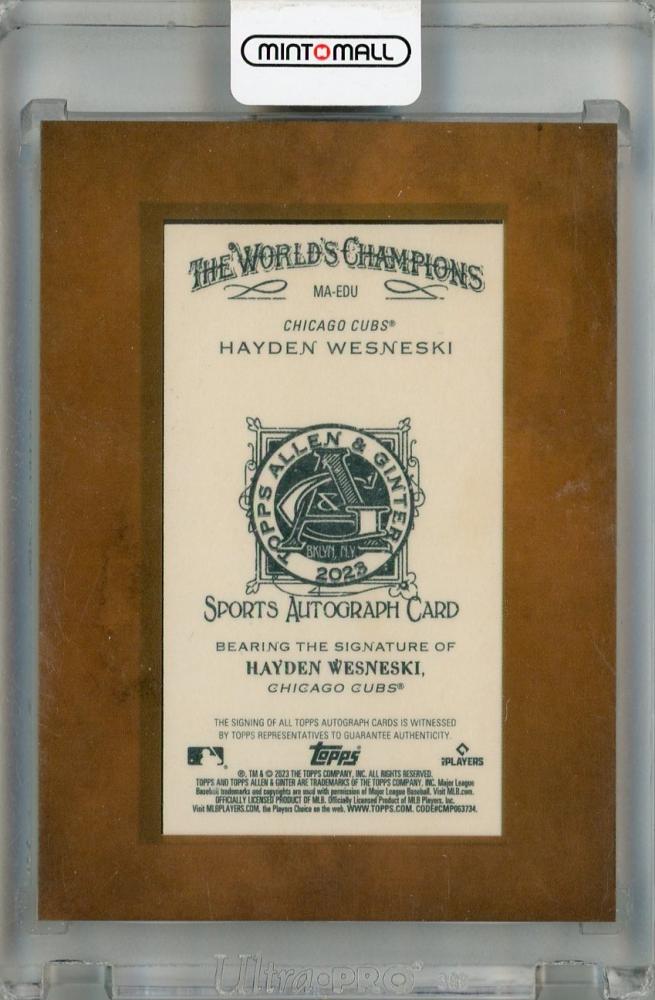 MINTOMALL
THE WORLD'S CHAMPIONS
MA-EDU
CHICAGO CUBS®
HAYDEN WESNESKI
TOPPS ALLEN & GINTER
A&G
BKLYN, N.Y.
2023
SPORTS AUTOGRAPH CARD
BEARING THE SIGNATURE OF
HAYDEN WESNESKI,
CHICAGO CUBS®
THE SIGNING OF ALL TOPPS AUTOGRAPH CARDS IS WITNESSED
BY TOPPS REPRESENTATIVES TO GUARANTEE AUTHENTICITY.
Topps®
PLAYERS
®, TM & © 2023 THE TOPPS COMPANY, INC. ALL RIGHTS RESERVED.
TOPPS AND TOPPS ALLEN & GINTER ARE TRADEMARKS OF THE TOPPS COMPANY, INC. Major League
Baseball trademarks and copyrights are used with permission of Major League Baseball. Visit MLB.com.
OFFICIALLY LICENSED PRODUCT OF MLB. Officially Licensed Product of MLB Players, Inc.
Visit MLBPLAYERS.COM, the Players Choice on the web. WWW.TOPPS.COM. CODE#CMP063734.
Ultra•PRO®